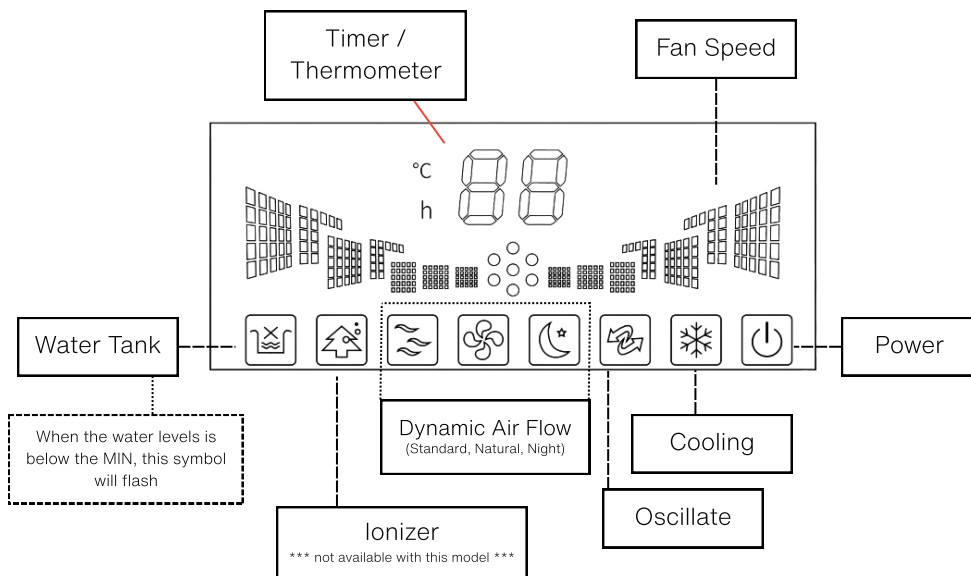 Timer /
Thermometer
Fan Speed
°C
h
88
Water Tank
Power
When the water levels is
below the MIN, this symbol
will flash
Dynamic Air Flow
(Standard, Natural, Night)
Cooling
Oscillate
Ionizer
*** not available with this model ***